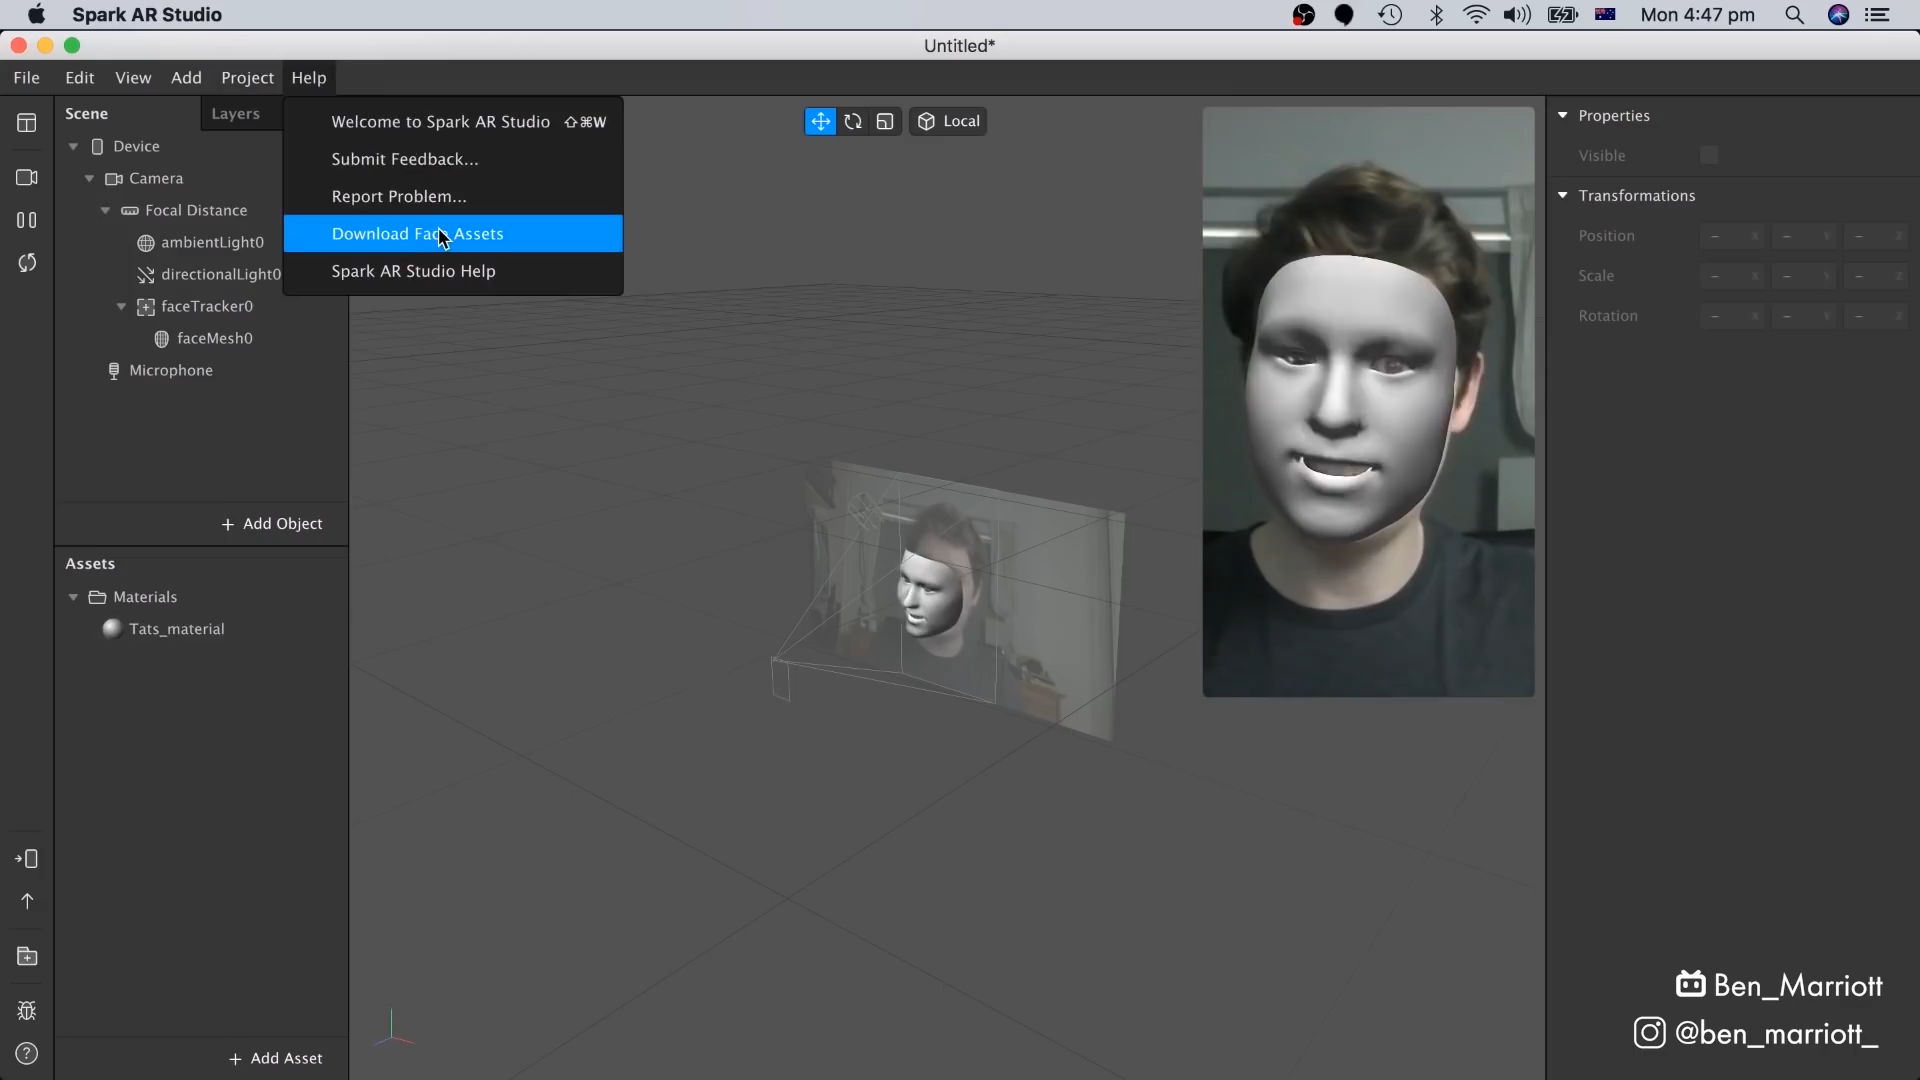 Spark AR Studio
Mon 4:47 pm
Untitled*
File Edit View Add Project Help
Scene Layers
Device
Camera
Focal Distance
ambientLight0
directionalLight0
faceTracker0
faceMesh0
Microphone
+ Add Object
Assets
Materials
Tats_material
+ Add Asset
Welcome to Spark AR Studio ⇧⌘W
Submit Feedback...
Report Problem...
Download Face Assets
Spark AR Studio Help
Local
Properties
Visible
Transformations
Position – X – Y – Z
Scale – X – Y – Z
Rotation – X – Y – Z
Ben_Marriott
@ben_marriott_